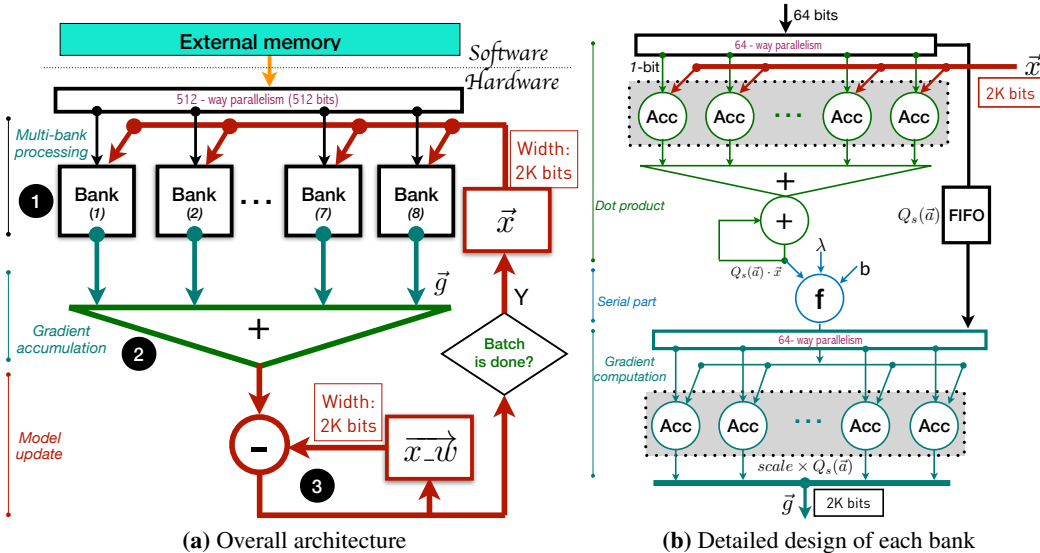 External memory
Software
Hardware
512 - way parallelism (512 bits)
Multi-bank
processing
Width:
2K bits
1
Bank
(1)
Bank
(2)
...
Bank
(7)
Bank
(8)
x⃗
g⃗
Y
Gradient
accumulation
2
+
Batch
is done?
Width:
2K bits
Model
update
-
x_w⃗
3
(a) Overall architecture
64 bits
64 - way parallelism
1-bit
x⃗
2K bits
Acc
Acc
...
Acc
Acc
+
Dot product
+
Qs(a⃗)
FIFO
Qs(a⃗) · x⃗
λ
b
Serial part
f
64- way parallelism
Gradient
computation
Acc
Acc
...
Acc
Acc
scale × Qs(a⃗)
g⃗
2K bits
(b) Detailed design of each bank